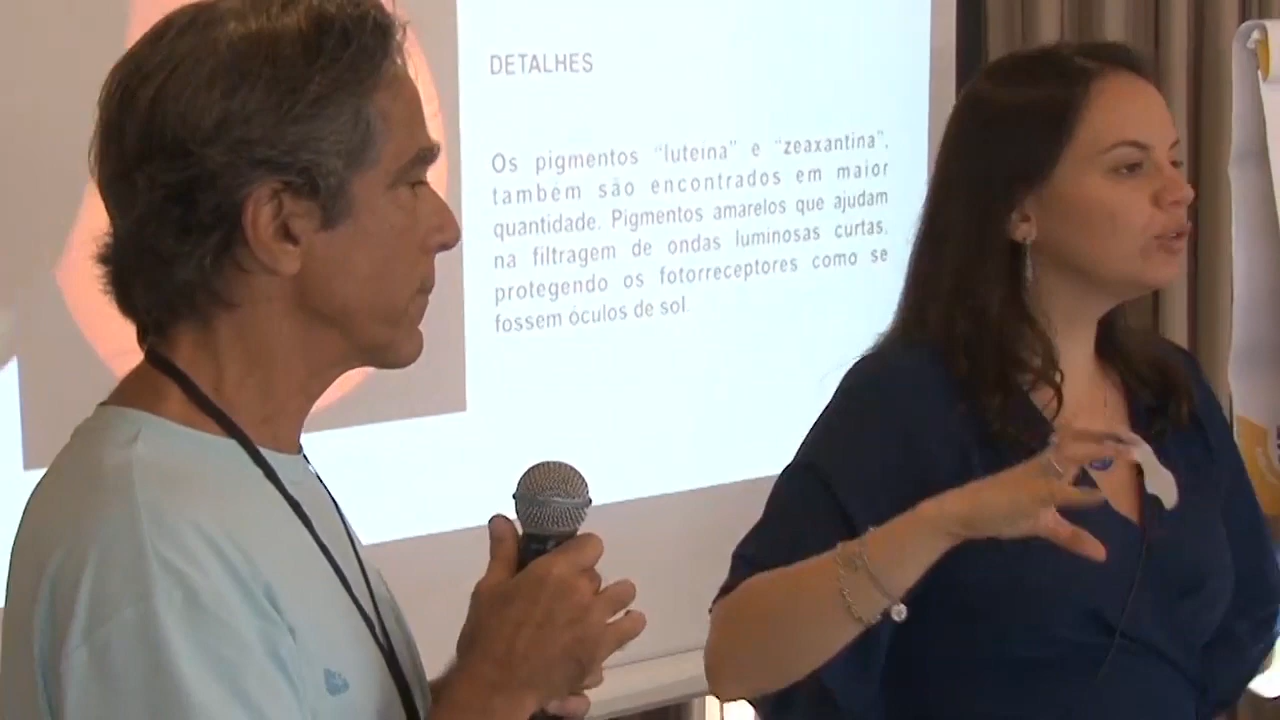 DETALHES
Os pigmentos "luteína" e "zeaxantina",
também são encontrados em maior
quantidade. Pigmentos amarelos que ajudam
na filtragem de ondas luminosas curtas,
protegendo os fotorreceptores como se
fossem óculos de sol.